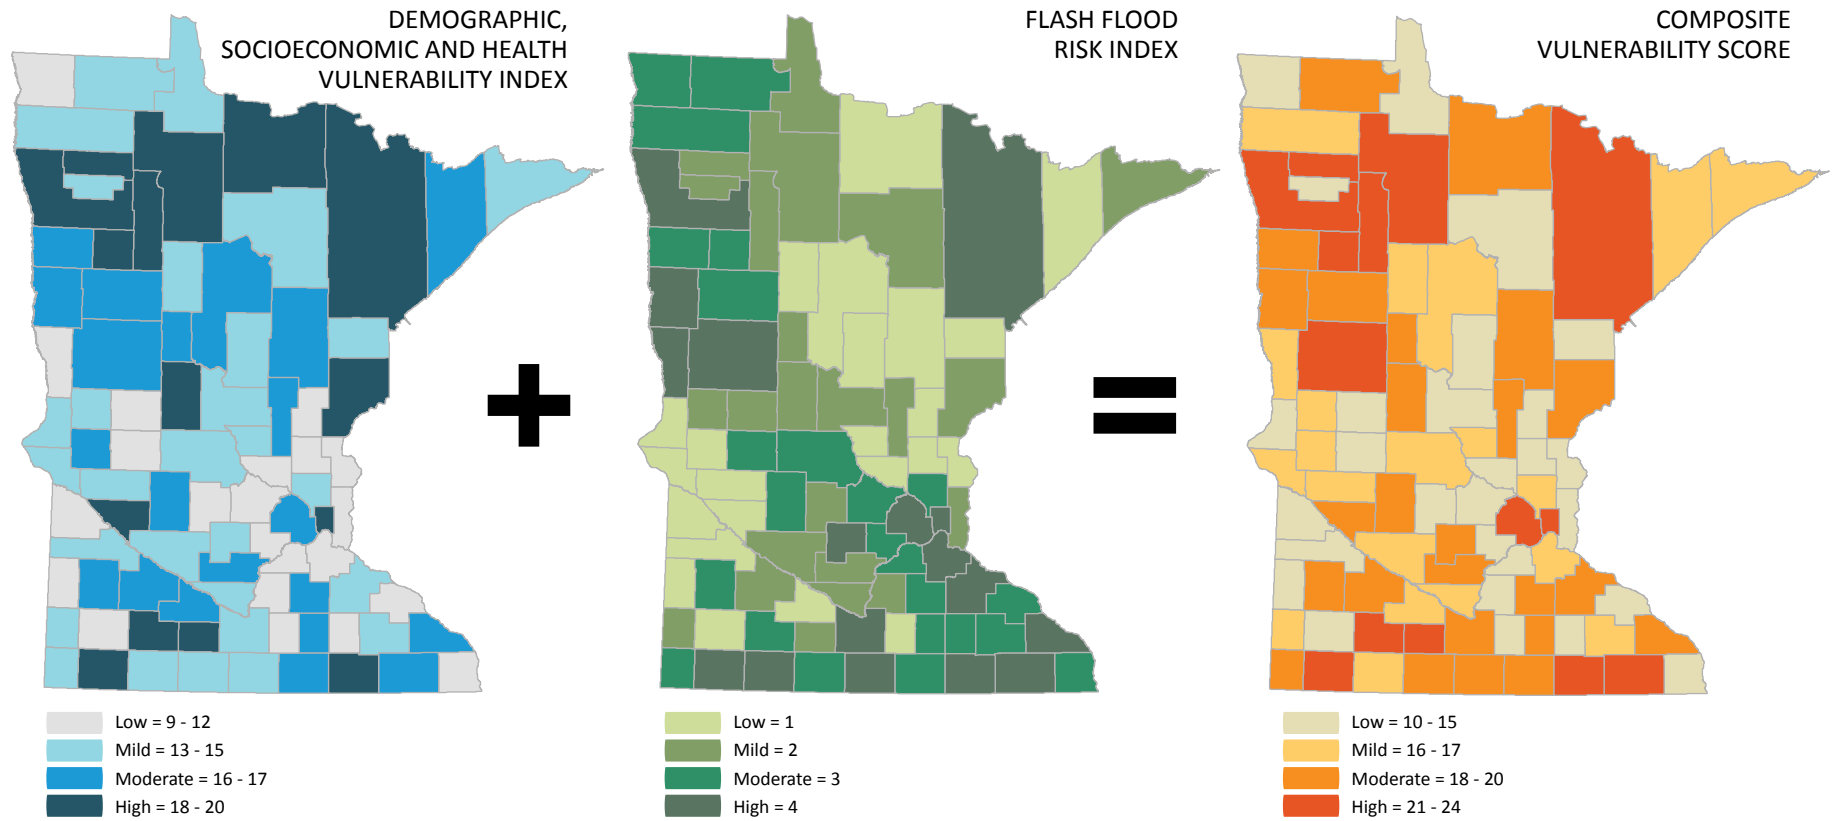 DEMOGRAPHIC,
SOCIOECONOMIC AND HEALTH
VULNERABILITY INDEX
Low = 9 - 12
Mild = 13 - 15
Moderate = 16 - 17
High = 18 - 20
+
FLASH FLOOD
RISK INDEX
Low = 1
Mild = 2
Moderate = 3
High = 4
=
COMPOSITE
VULNERABILITY SCORE
Low = 10 - 15
Mild = 16 - 17
Moderate = 18 - 20
High = 21 - 24